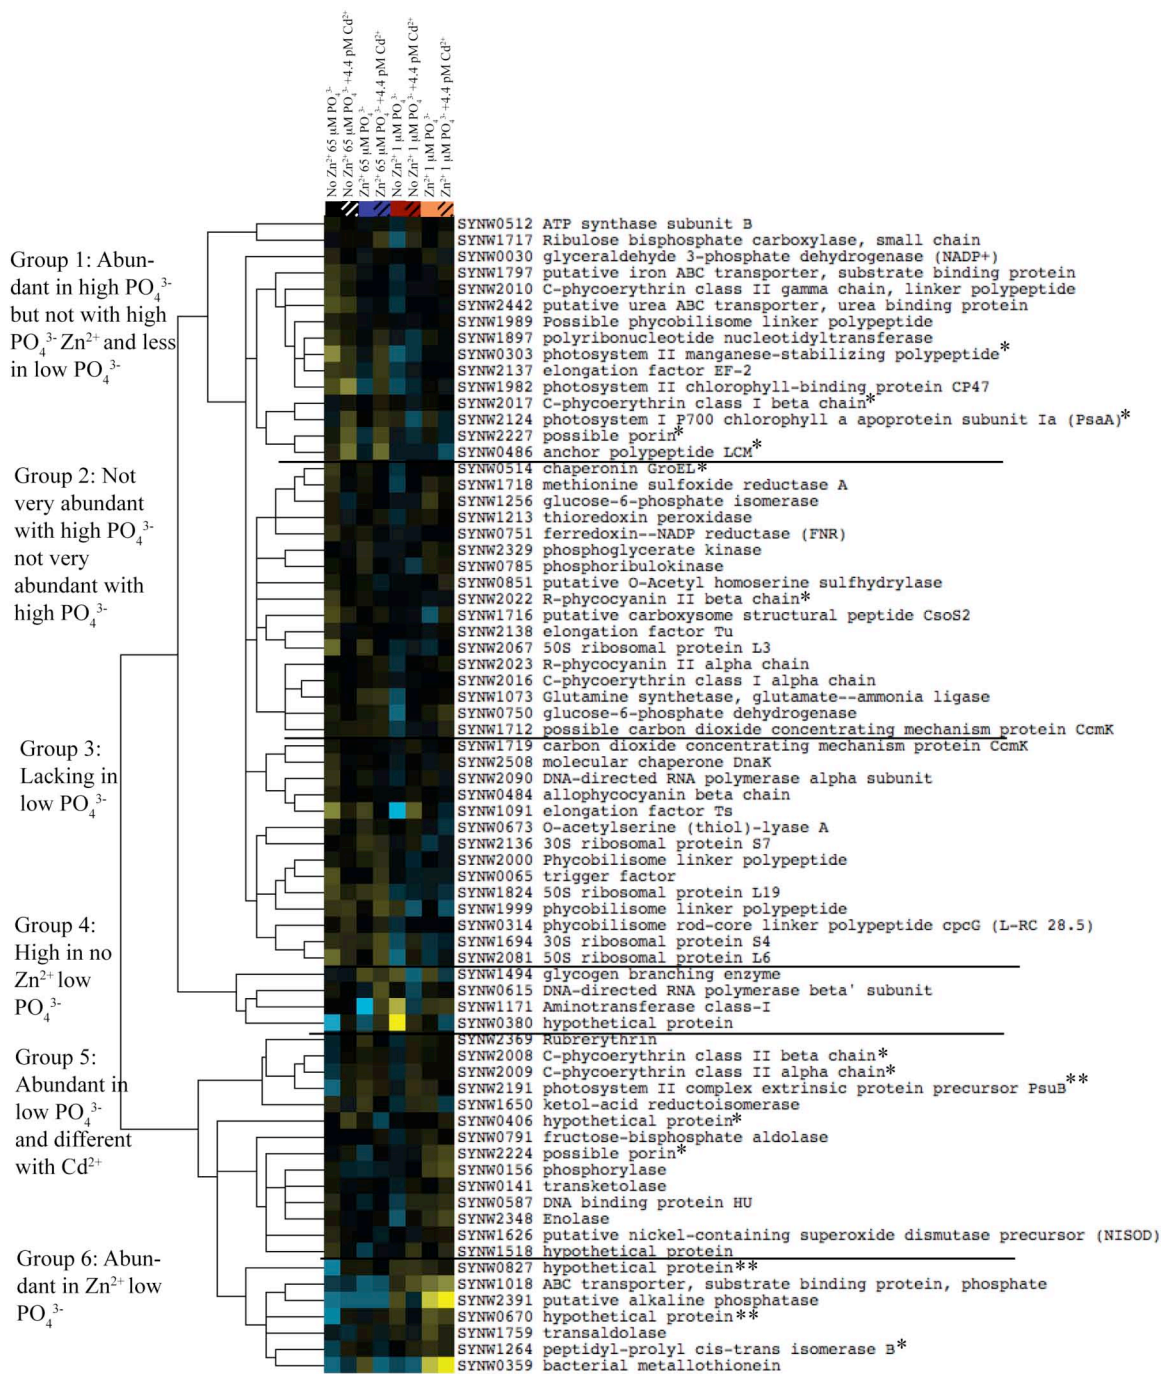 No Zn²⁺ 65 µM PO₄³⁻
No Zn²⁺ 65 µM PO₄³⁻+4.4 pM Cd²⁺
Zn²⁺ 65 µM PO₄³⁻
Zn²⁺ 65 µM PO₄³⁻+4.4 pM Cd²⁺
No Zn²⁺ 1 µM PO₄³⁻
No Zn²⁺ 1 µM PO₄³⁻+4.4 pM Cd²⁺
Zn²⁺ 1 µM PO₄³⁻
Zn²⁺ 1 µM PO₄³⁻+4.4 pM Cd²⁺
Group 1: Abun-
dant in high PO₄³⁻
but not with high
PO₄³⁻ Zn²⁺ and less
in low PO₄³⁻
SYNW0512 ATP synthase subunit B
SYNW1717 Ribulose bisphosphate carboxylase, small chain
SYNW0030 glyceraldehyde 3-phosphate dehydrogenase (NADP+)
SYNW1797 putative iron ABC transporter, substrate binding protein
SYNW2010 C-phycoerythrin class II gamma chain, linker polypeptide
SYNW2442 putative urea ABC transporter, urea binding protein
SYNW1989 Possible phycobilisome linker polypeptide
SYNW1897 polyribonucleotide nucleotidyltransferase
SYNW0303 photosystem II manganese-stabilizing polypeptide*
SYNW2137 elongation factor EF-2
SYNW1982 photosystem II chlorophyll-binding protein CP47
SYNW2017 C-phycoerythrin class I beta chain*
SYNW2124 photosystem I P700 chlorophyll a apoprotein subunit Ia (PsaA)*
SYNW2227 possible porin*
SYNW0486 anchor polypeptide LCM*
Group 2: Not
very abundant
with high PO₄³⁻
not very
abundant with
high PO₄³⁻
SYNW0514 chaperonin GroEL*
SYNW1718 methionine sulfoxide reductase A
SYNW1256 glucose-6-phosphate isomerase
SYNW1213 thioredoxin peroxidase
SYNW0751 ferredoxin--NADP reductase (FNR)
SYNW2329 phosphoglycerate kinase
SYNW0785 phosphoribulokinase
SYNW0851 putative O-Acetyl homoserine sulfhydrylase
SYNW2022 R-phycocyanin II beta chain*
SYNW1716 putative carboxysome structural peptide CsoS2
SYNW2138 elongation factor Tu
SYNW2067 50S ribosomal protein L3
SYNW2023 R-phycocyanin II alpha chain
SYNW2016 C-phycoerythrin class I alpha chain
SYNW1073 Glutamine synthetase, glutamate--ammonia ligase
SYNW0750 glucose-6-phosphate dehydrogenase
SYNW1712 possible carbon dioxide concentrating mechanism protein CcmK
Group 3:
Lacking in
low PO₄³⁻
SYNW1719 carbon dioxide concentrating mechanism protein CcmK
SYNW2508 molecular chaperone DnaK
SYNW2090 DNA-directed RNA polymerase alpha subunit
SYNW0484 allophycocyanin beta chain
SYNW1091 elongation factor Ts
SYNW0673 O-acetylserine (thiol)-lyase A
SYNW2136 30S ribosomal protein S7
SYNW2000 Phycobilisome linker polypeptide
SYNW0065 trigger factor
SYNW1824 50S ribosomal protein L19
SYNW1999 phycobilisome linker polypeptide
SYNW0314 phycobilisome rod-core linker polypeptide cpcG (L-RC 28.5)
SYNW1694 30S ribosomal protein S4
SYNW2081 50S ribosomal protein L6
Group 4:
High in no
Zn²⁺ low
PO₄³⁻
SYNW1494 glycogen branching enzyme
SYNW0615 DNA-directed RNA polymerase beta' subunit
SYNW1171 Aminotransferase class-I
SYNW0380 hypothetical protein
Group 5:
Abundant in
low PO₄³⁻
and different
with Cd²⁺
SYNW2369 Rubrerythrin
SYNW2008 C-phycoerythrin class II beta chain*
SYNW2009 C-phycoerythrin class II alpha chain*
SYNW2191 photosystem II complex extrinsic protein precursor PsuB**
SYNW1650 ketol-acid reductoisomerase
SYNW0406 hypothetical protein*
SYNW0791 fructose-bisphosphate aldolase
SYNW2224 possible porin*
SYNW0156 phosphorylase
SYNW0141 transketolase
SYNW0587 DNA binding protein HU
SYNW2348 Enolase
SYNW1626 putative nickel-containing superoxide dismutase precursor (NISOD)
SYNW1518 hypothetical protein
Group 6: Abun-
dant in Zn²⁺ low
PO₄³⁻
SYNW0827 hypothetical protein**
SYNW1018 ABC transporter, substrate binding protein, phosphate
SYNW2391 putative alkaline phosphatase
SYNW0670 hypothetical protein**
SYNW1759 transaldolase
SYNW1264 peptidyl-prolyl cis-trans isomerase B*
SYNW0359 bacterial metallothionein